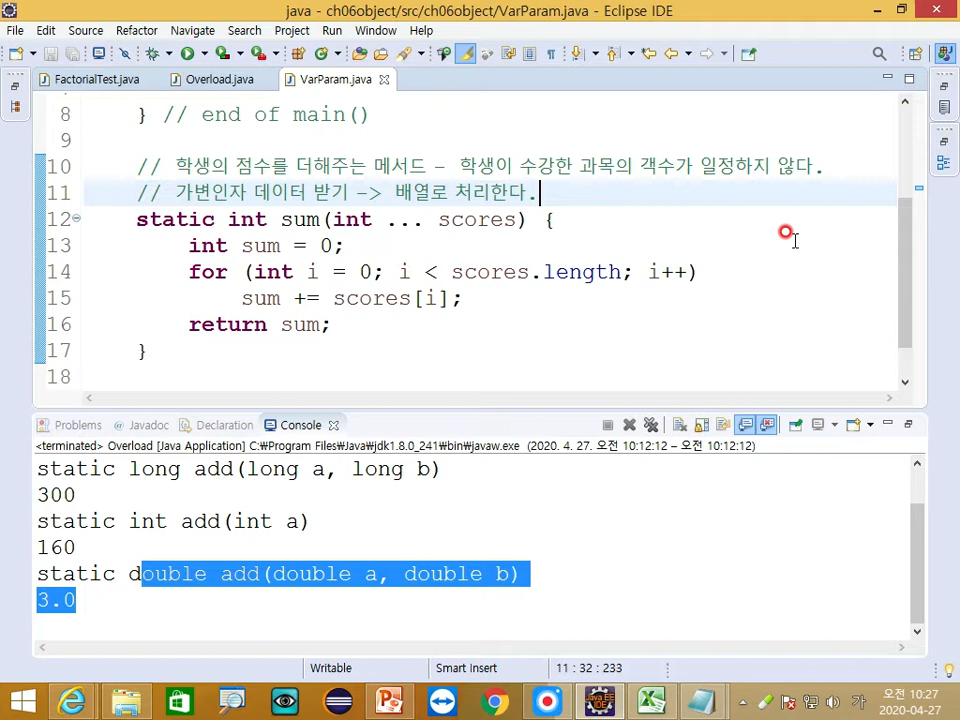 java - ch06object/src/ch06object/VarParam.java - Eclipse IDE
File Edit Source Refactor Navigate Search Project Run Window Help
FactorialTest.java Overload.java VarParam.java
8 } // end of main()
9
10 // 학생의 점수를 더해주는 메서드 - 학생이 수강한 과목의 객수가 일정하지 않다.
11 // 가변인자 데이터 받기 -> 배열로 처리한다.
12 static int sum(int ... scores) {
13 int sum = 0;
14 for (int i = 0; i < scores.length; i++)
15 sum += scores[i];
16 return sum;
17 }
18
Problems Javadoc Declaration Console
<terminated> Overload [Java Application] C:₩Program Files₩Java₩jdk1.8.0_241₩bin₩javaw.exe (2020. 4. 27. 오전 10:12:12 – 오전 10:12:12)
static long add(long a, long b)
300
static int add(int a)
160
static double add(double a, double b)
3.0
Writable Smart Insert 11 : 32 : 233
가 오전 10:27
2020-04-27